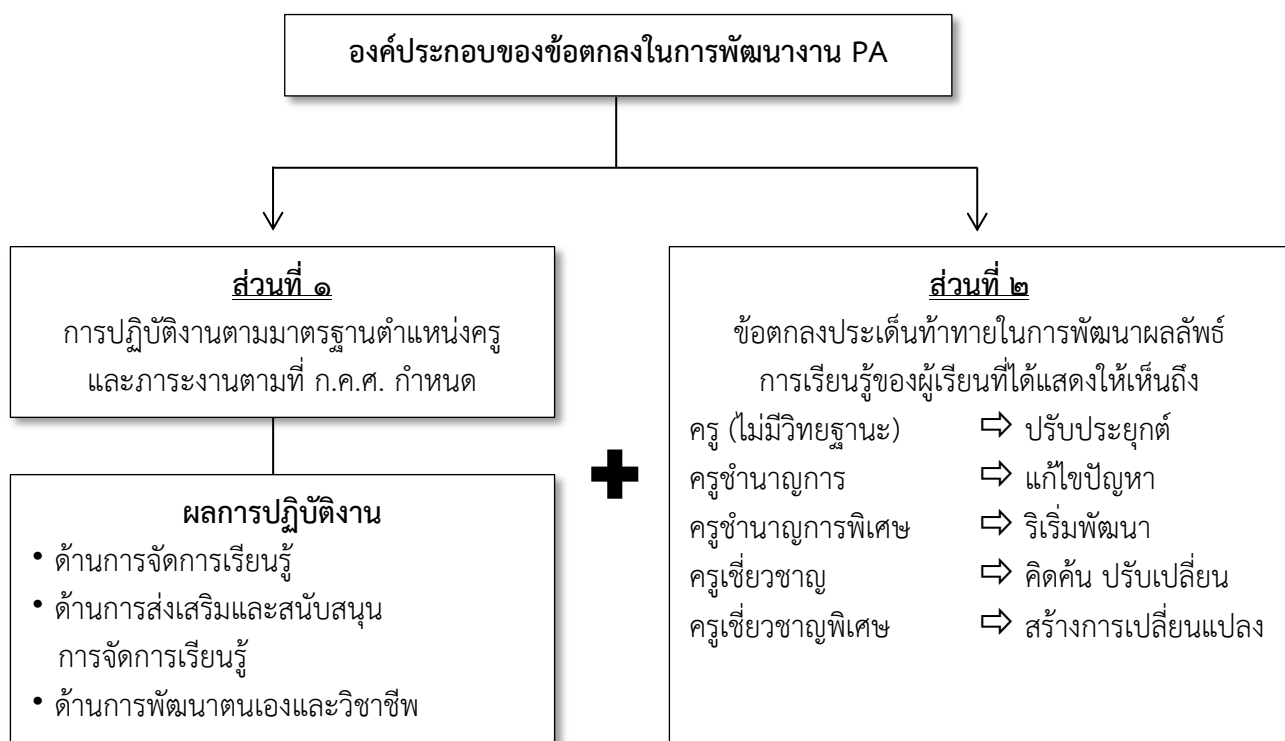 องค์ประกอบของข้อตกลงในการพัฒนางาน PA
ส่วนที่ ๑
การปฏิบัติงานตามมาตรฐานตำแหน่งครู
และภาระงานตามที่ ก.ค.ศ. กำหนด
ผลการปฏิบัติงาน
• ด้านการจัดการเรียนรู้
• ด้านการส่งเสริมและสนับสนุน
การจัดการเรียนรู้
• ด้านการพัฒนาตนเองและวิชาชีพ
ส่วนที่ ๒
ข้อตกลงประเด็นท้าทายในการพัฒนาผลลัพธ์
การเรียนรู้ของผู้เรียนที่ได้แสดงให้เห็นถึง
ครู (ไม่มีวิทยฐานะ) ⇨ ปรับประยุกต์
ครูชำนาญการ ⇨ แก้ไขปัญหา
ครูชำนาญการพิเศษ ⇨ ริเริ่มพัฒนา
ครูเชี่ยวชาญ ⇨ คิดค้น ปรับเปลี่ยน
ครูเชี่ยวชาญพิเศษ ⇨ สร้างการเปลี่ยนแปลง